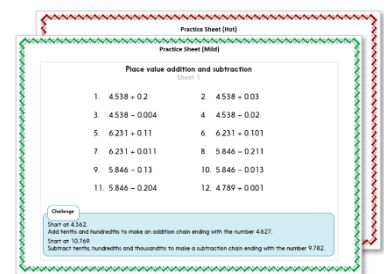 Practice Sheet (Hot)
Practice Sheet (Mild)
Place value addition and subtraction
Sheet 1
1. 4.538 + 0.2 2. 4.538 + 0.03
3. 4.538 – 0.004 4. 4.538 – 0.02
5. 6.231 + 0.11 6. 6.231 + 0.101
7. 6.231 + 0.011 8. 5.846 – 0.211
9. 5.846 – 0.13 10. 5.846 – 0.013
11. 5.846 – 0.204 12. 4.789 + 0.001
Challenge
Start at 4.362.
Add tenths and hundredths to make an addition chain ending with the number 4.627.
Start at 10.769.
Subtract tenths, hundredths and thousandths to make a subtraction chain ending with the number 9.782.